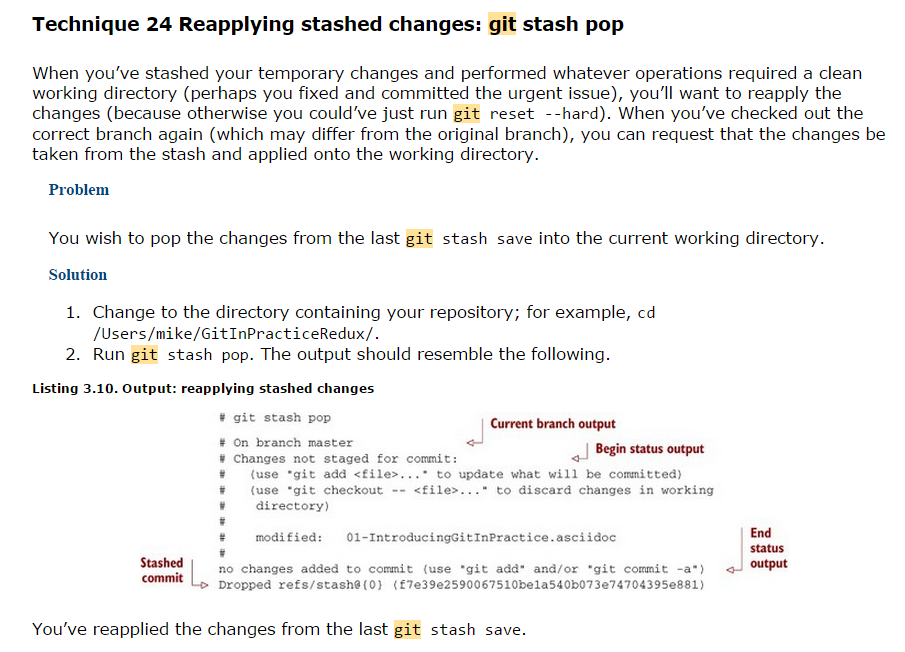 Technique 24 Reapplying stashed changes: git stash pop
When you’ve stashed your temporary changes and performed whatever operations required a clean
working directory (perhaps you fixed and committed the urgent issue), you’ll want to reapply the
changes (because otherwise you could’ve just run git reset --hard). When you’ve checked out the
correct branch again (which may differ from the original branch), you can request that the changes be
taken from the stash and applied onto the working directory.
Problem
You wish to pop the changes from the last git stash save into the current working directory.
Solution
1. Change to the directory containing your repository; for example, cd
/Users/mike/GitInPracticeRedux/.
2. Run git stash pop. The output should resemble the following.
Listing 3.10. Output: reapplying stashed changes
# git stash pop
Current branch output
# On branch master
Begin status output
# Changes not staged for commit:
# (use "git add <file>..." to update what will be committed)
# (use "git checkout -- <file>..." to discard changes in working
# directory)
#
# modified: 01-IntroducingGitInPractice.asciidoc
#
End
status
output
no changes added to commit (use "git add" and/or "git commit -a")
Stashed
commit
Dropped refs/stash@{0} (f7e39e2590067510be1a540b073e74704395e881)
You’ve reapplied the changes from the last git stash save.